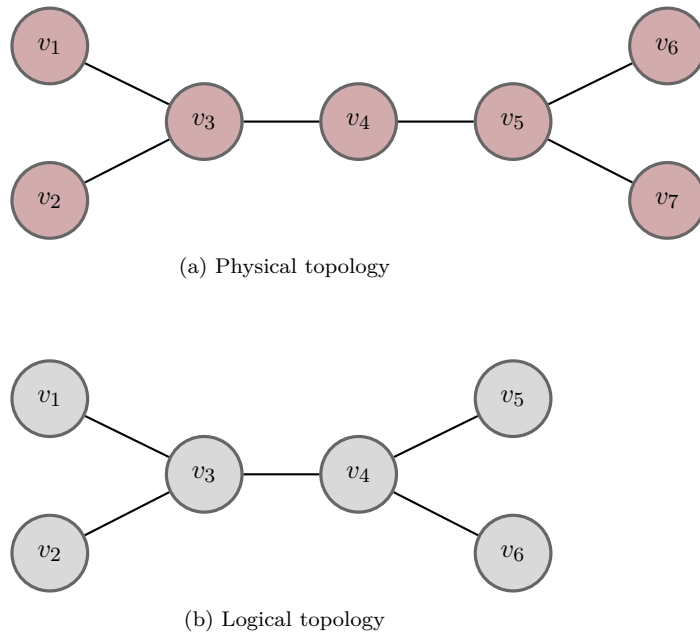 v1
v6
v3
v4
v5
v2
v7
(a) Physical topology
v1
v5
v3
v4
v2
v6
(b) Logical topology